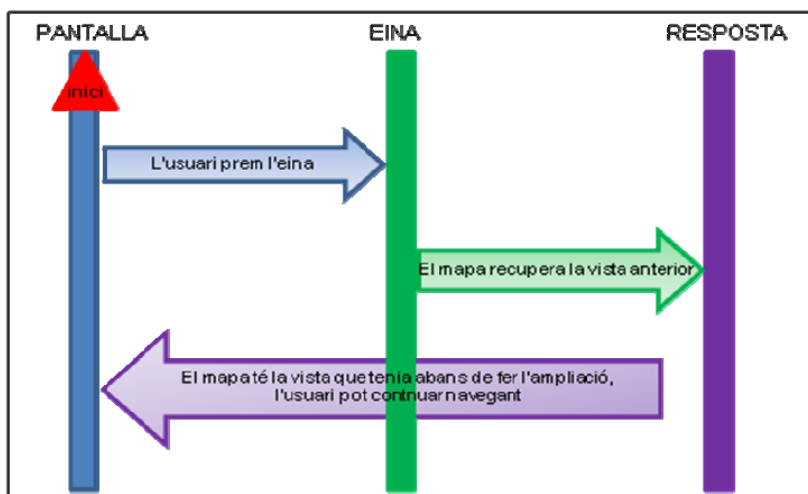 PANTALLA EINA RESPOSTA
inici
L'usuari prem l'eina
El mapa recupera la vista anterior
El mapa té la vista que tenia abans de fer l'ampliació,
l'usuari pot contnuar navegant